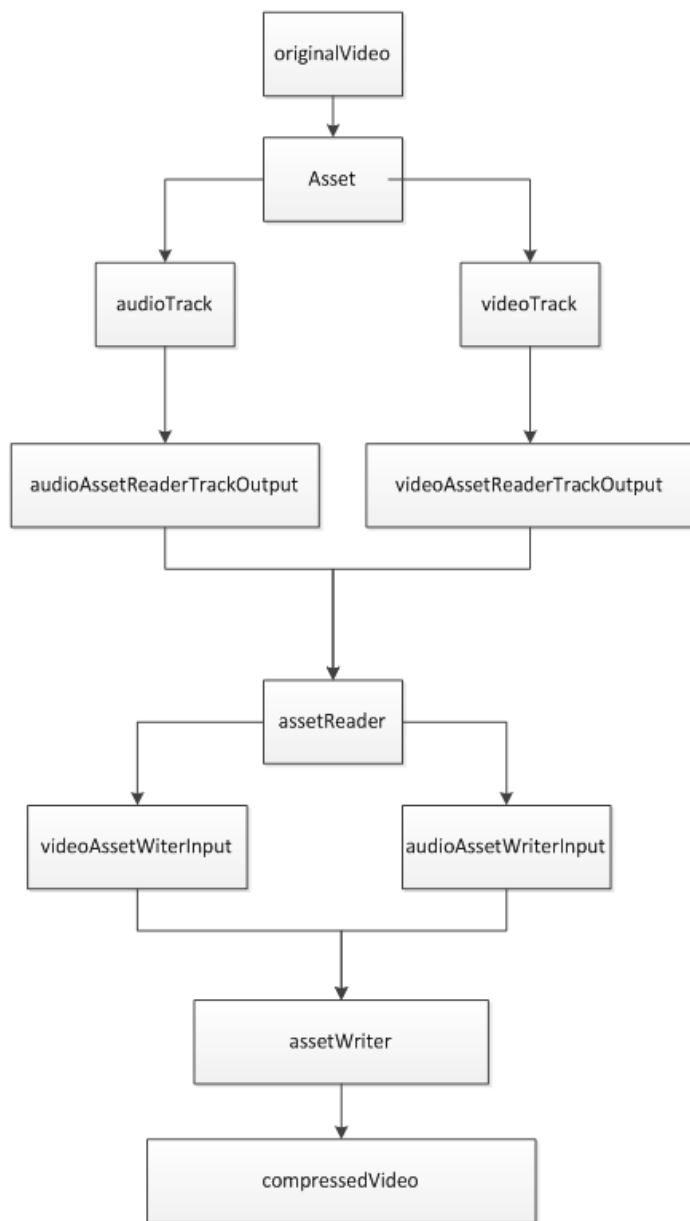 originalVideo
Asset
audioTrack
videoTrack
audioAssetReaderTrackOutput
videoAssetReaderTrackOutput
assetReader
videoAssetWiterInput
audioAssetWriterInput
assetWriter
compressedVideo